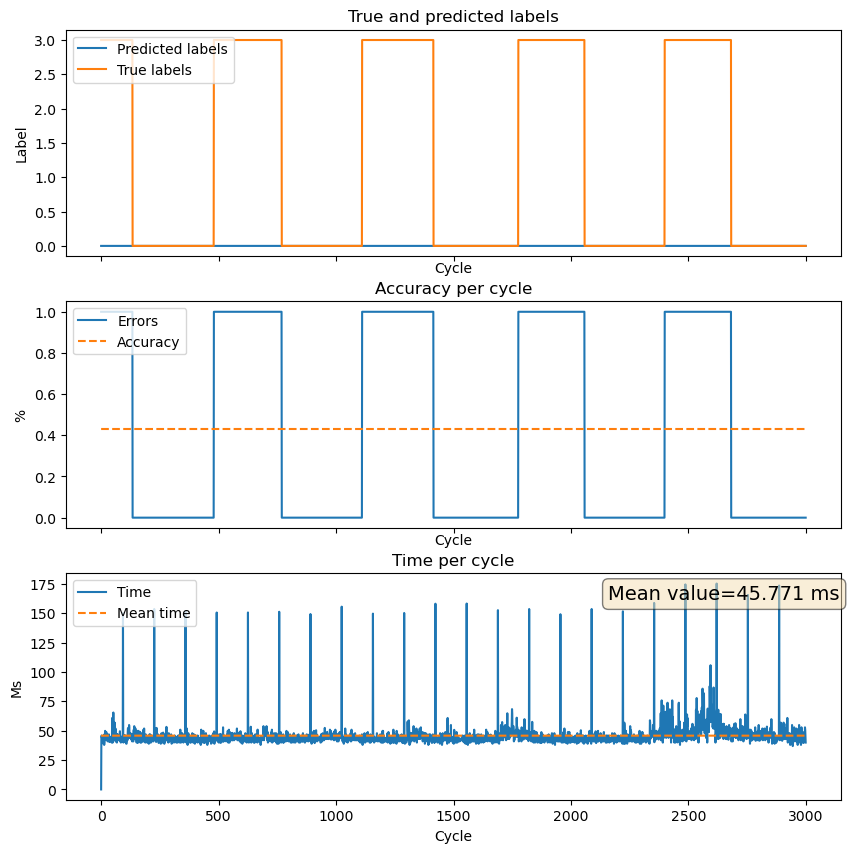 True and predicted labels
3.0
2.5
2.0
1.5
1.0
0.5
0.0
Label
Predicted labels
True labels
Cycle
Accuracy per cycle
1.0
0.8
0.6
0.4
0.2
0.0
%
Errors
Accuracy
Cycle
Time per cycle
175
150
125
100
75
50
25
0
Ms
Time
Mean time
Mean value=45.771 ms
0 500 1000 1500 2000 2500 3000
Cycle